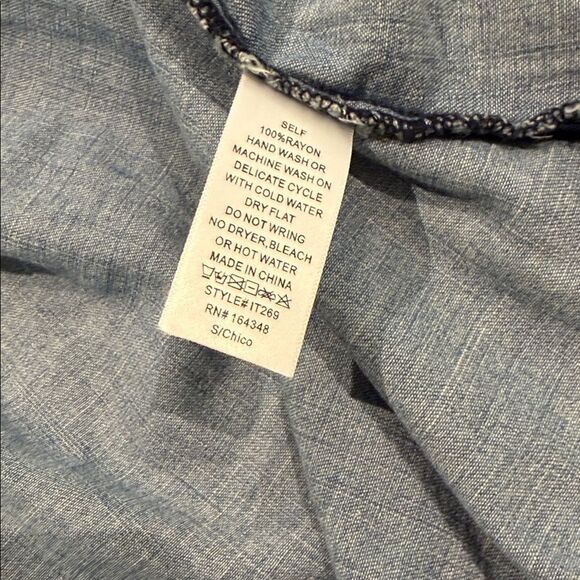 SELF
100%RAYON
HAND WASH OR
MACHINE WASH ON
DELICATE CYCLE
WITH COLD WATER
DRY FLAT
DO NOT WRING
NO DRYER,BLEACH
OR HOT WATER
MADE IN CHINA
STYLE#IT269
RN# 164348
S/Chico